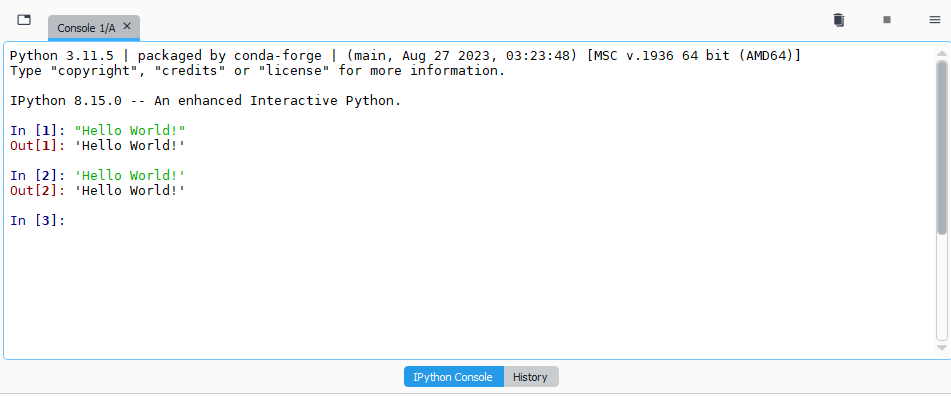 Console 1/A
Python 3.11.5 | packaged by conda-forge | (main, Aug 27 2023, 03:23:48) [MSC v.1936 64 bit (AMD64)]
Type "copyright", "credits" or "license" for more information.
IPython 8.15.0 -- An enhanced Interactive Python.
In [1]: "Hello World!"
Out[1]: 'Hello World!'
In [2]: 'Hello World!'
Out[2]: 'Hello World!'
In [3]:
IPython Console History